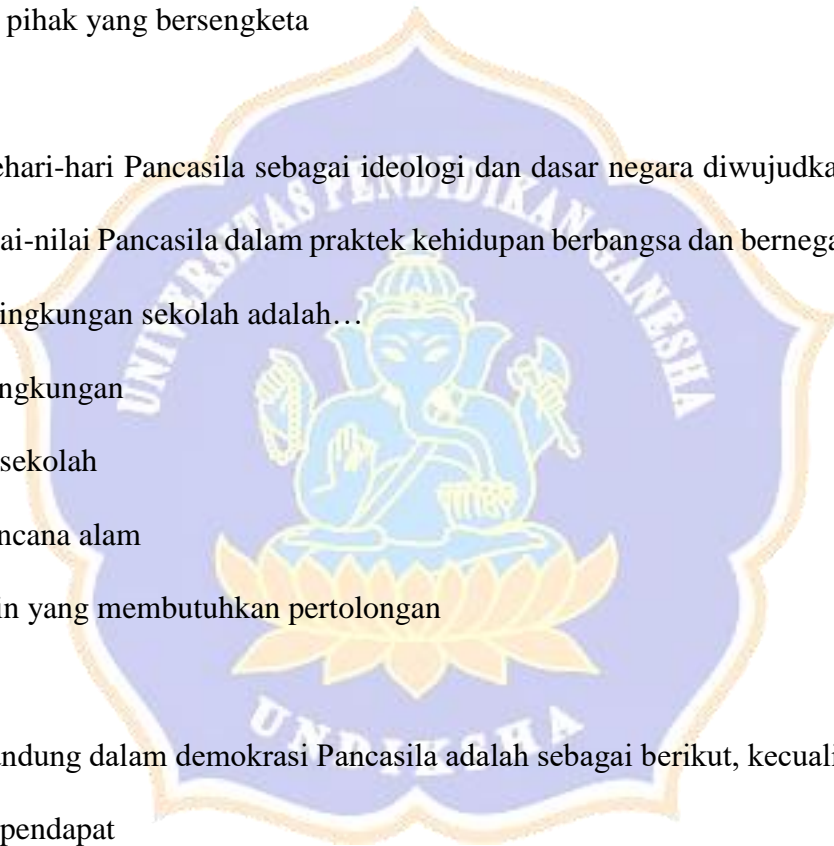 pihak yang bersengketa
ehari-hari Pancasila sebagai ideologi dan dasar negara diwujudka
ai-nilai Pancasila dalam praktek kehidupan berbangsa dan bernega
ingkungan sekolah adalah…
ngkungan
sekolah
ncana alam
in yang membutuhkan pertolongan
ndung dalam demokrasi Pancasila adalah sebagai berikut, kecuali
pendapat
UNIVERSITAS PENDIDIKAN GANESHA
UNDIKSHA